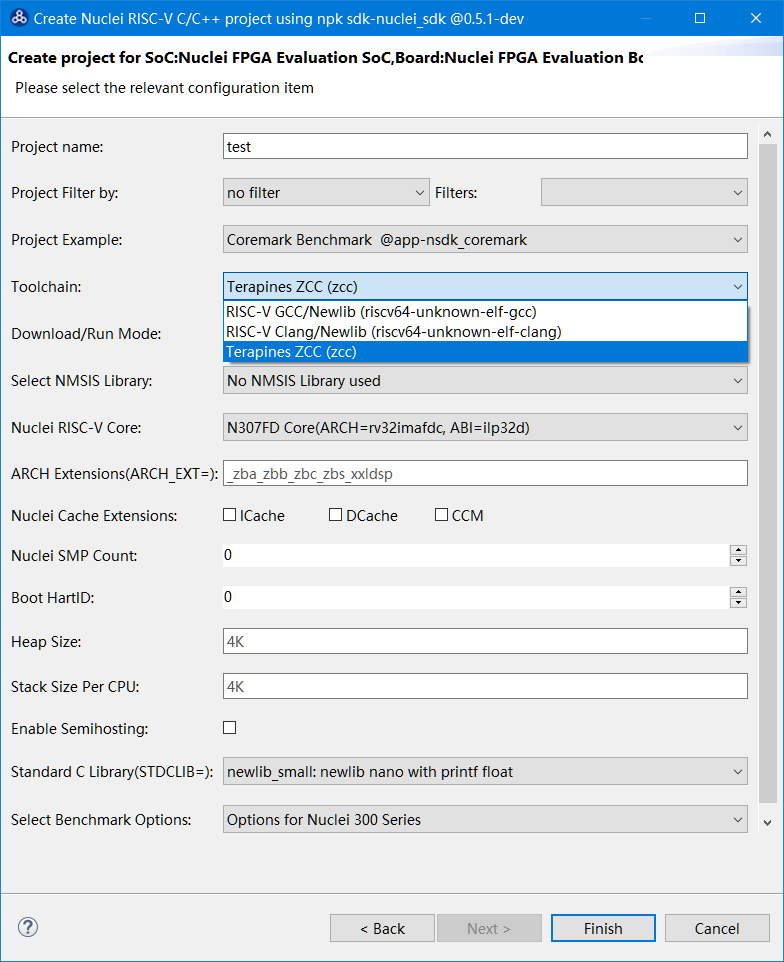 Create Nuclei RISC-V C/C++ project using npk sdk-nuclei_sdk @0.5.1-dev
Create project for SoC:Nuclei FPGA Evaluation SoC,Board:Nuclei FPGA Evaluation Bo
Please select the relevant configuration item
Project name: test
Project Filter by: no filter Filters:
Project Example: Coremark Benchmark @app-nsdk_coremark
Toolchain: Terapines ZCC (zcc)
RISC-V GCC/Newlib (riscv64-unknown-elf-gcc)
RISC-V Clang/Newlib (riscv64-unknown-elf-clang)
Download/Run Mode:
Terapines ZCC (zcc)
Select NMSIS Library: No NMSIS Library used
Nuclei RISC-V Core: N307FD Core(ARCH=rv32imafdc, ABI=ilp32d)
ARCH Extensions(ARCH_EXT=): _zba_zbb_zbc_zbs_xxldsp
Nuclei Cache Extensions: ICache DCache CCM
Nuclei SMP Count: 0
Boot HartID: 0
Heap Size: 4K
Stack Size Per CPU: 4K
Enable Semihosting:
Standard C Library(STDCLIB=): newlib_small: newlib nano with printf float
Select Benchmark Options: Options for Nuclei 300 Series
? < Back Next > Finish Cancel